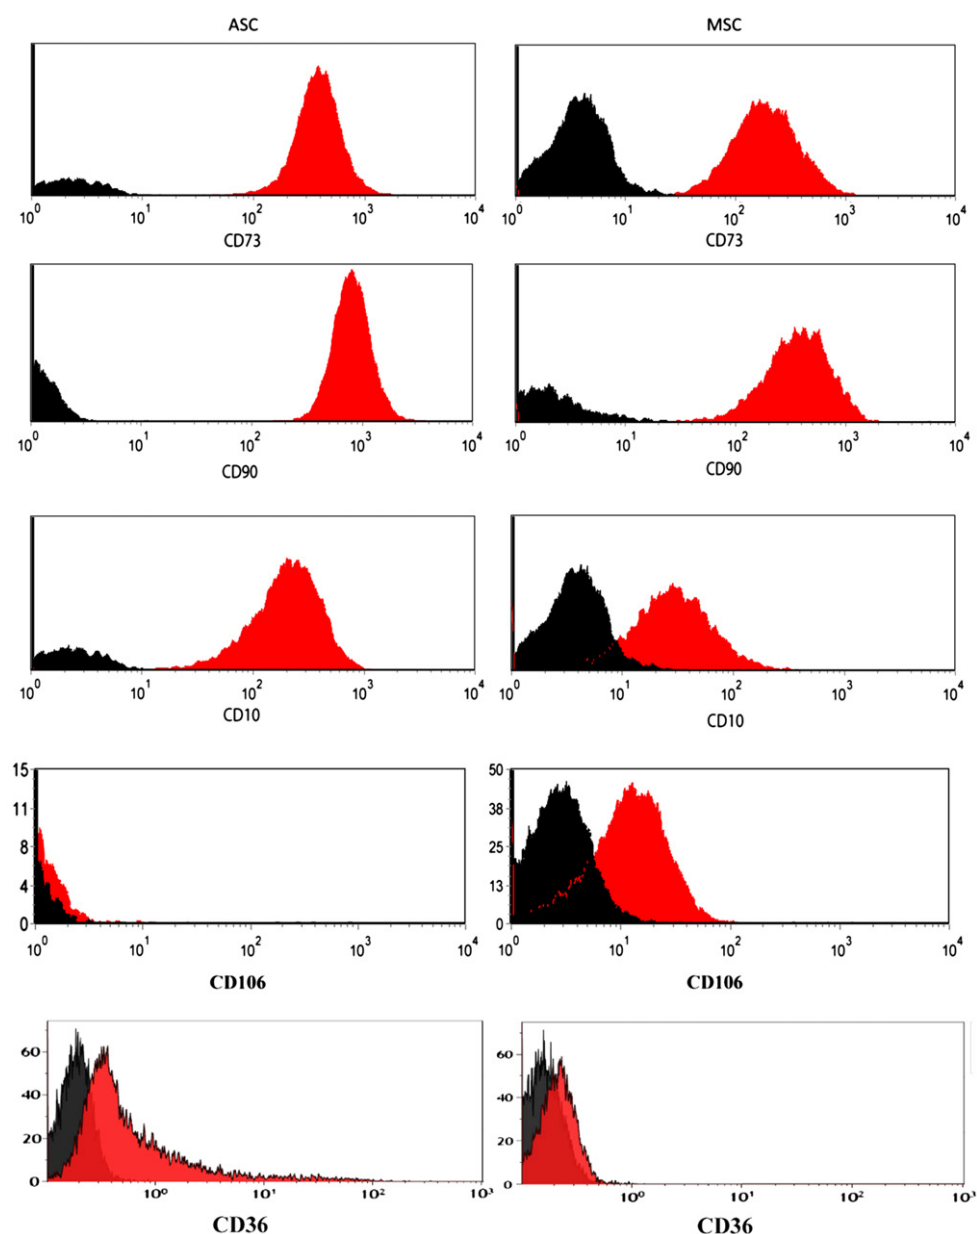 ASC MSC
10⁰ 10¹ 10² 10³ 10⁴ 10⁰ 10¹ 10² 10³ 10⁴
CD73 CD73
10⁰ 10¹ 10² 10³ 10⁴ 10⁰ 10¹ 10² 10³ 10⁴
CD90 CD90
10⁰ 10¹ 10² 10³ 10⁴ 10⁰ 10¹ 10² 10³ 10⁴
CD10 CD10
15 50
11 38
8 25
4 13
0 0
10⁰ 10¹ 10² 10³ 10⁴ 10⁰ 10¹ 10² 10³ 10⁴
CD106 CD106
60 60
40 40
20 20
0 0
10⁰ 10¹ 10² 10³ 10⁰ 10¹ 10² 10³
CD36 CD36